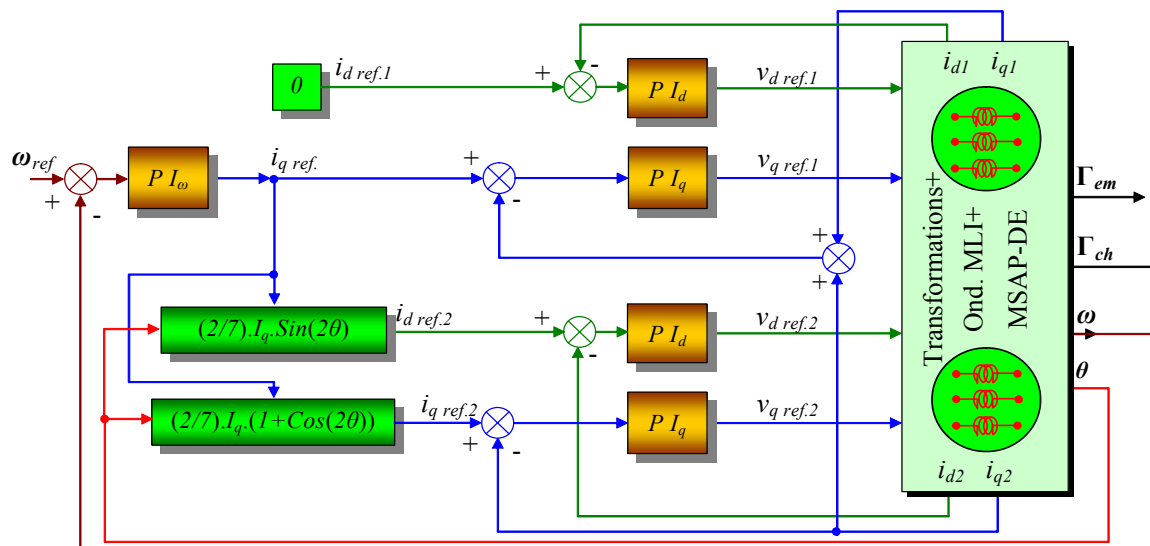 i_d1 i_q1
0
i_d ref.1
+
-
P I_d
v_d ref.1
ω_ref
+
-
P I_ω
i_q ref.
+
-
P I_q
v_q ref.1
+
+
(2/7).I_q.Sin(2θ)
i_d ref.2
+
-
P I_d
v_d ref.2
(2/7).I_q.(1+Cos(2θ))
i_q ref.2
+
-
P I_q
v_q ref.2
Transformations+
Ond. MLI+
MSAP-DE
i_d2 i_q2
Γ_em
Γ_ch
ω
θ